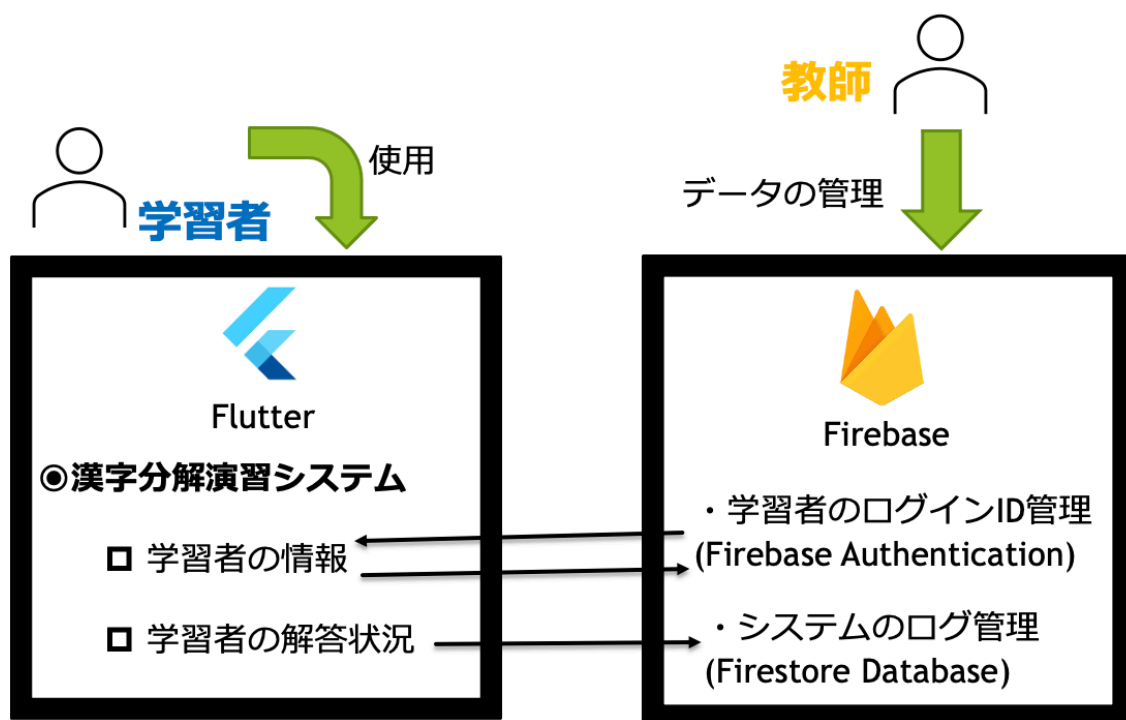 教師
学習者
使用
データの管理
Flutter
◉漢字分解演習システム
学習者の情報
学習者の解答状況
Firebase
・学習者のログインID管理
(Firebase Authentication)
・システムのログ管理
(Firestore Database)